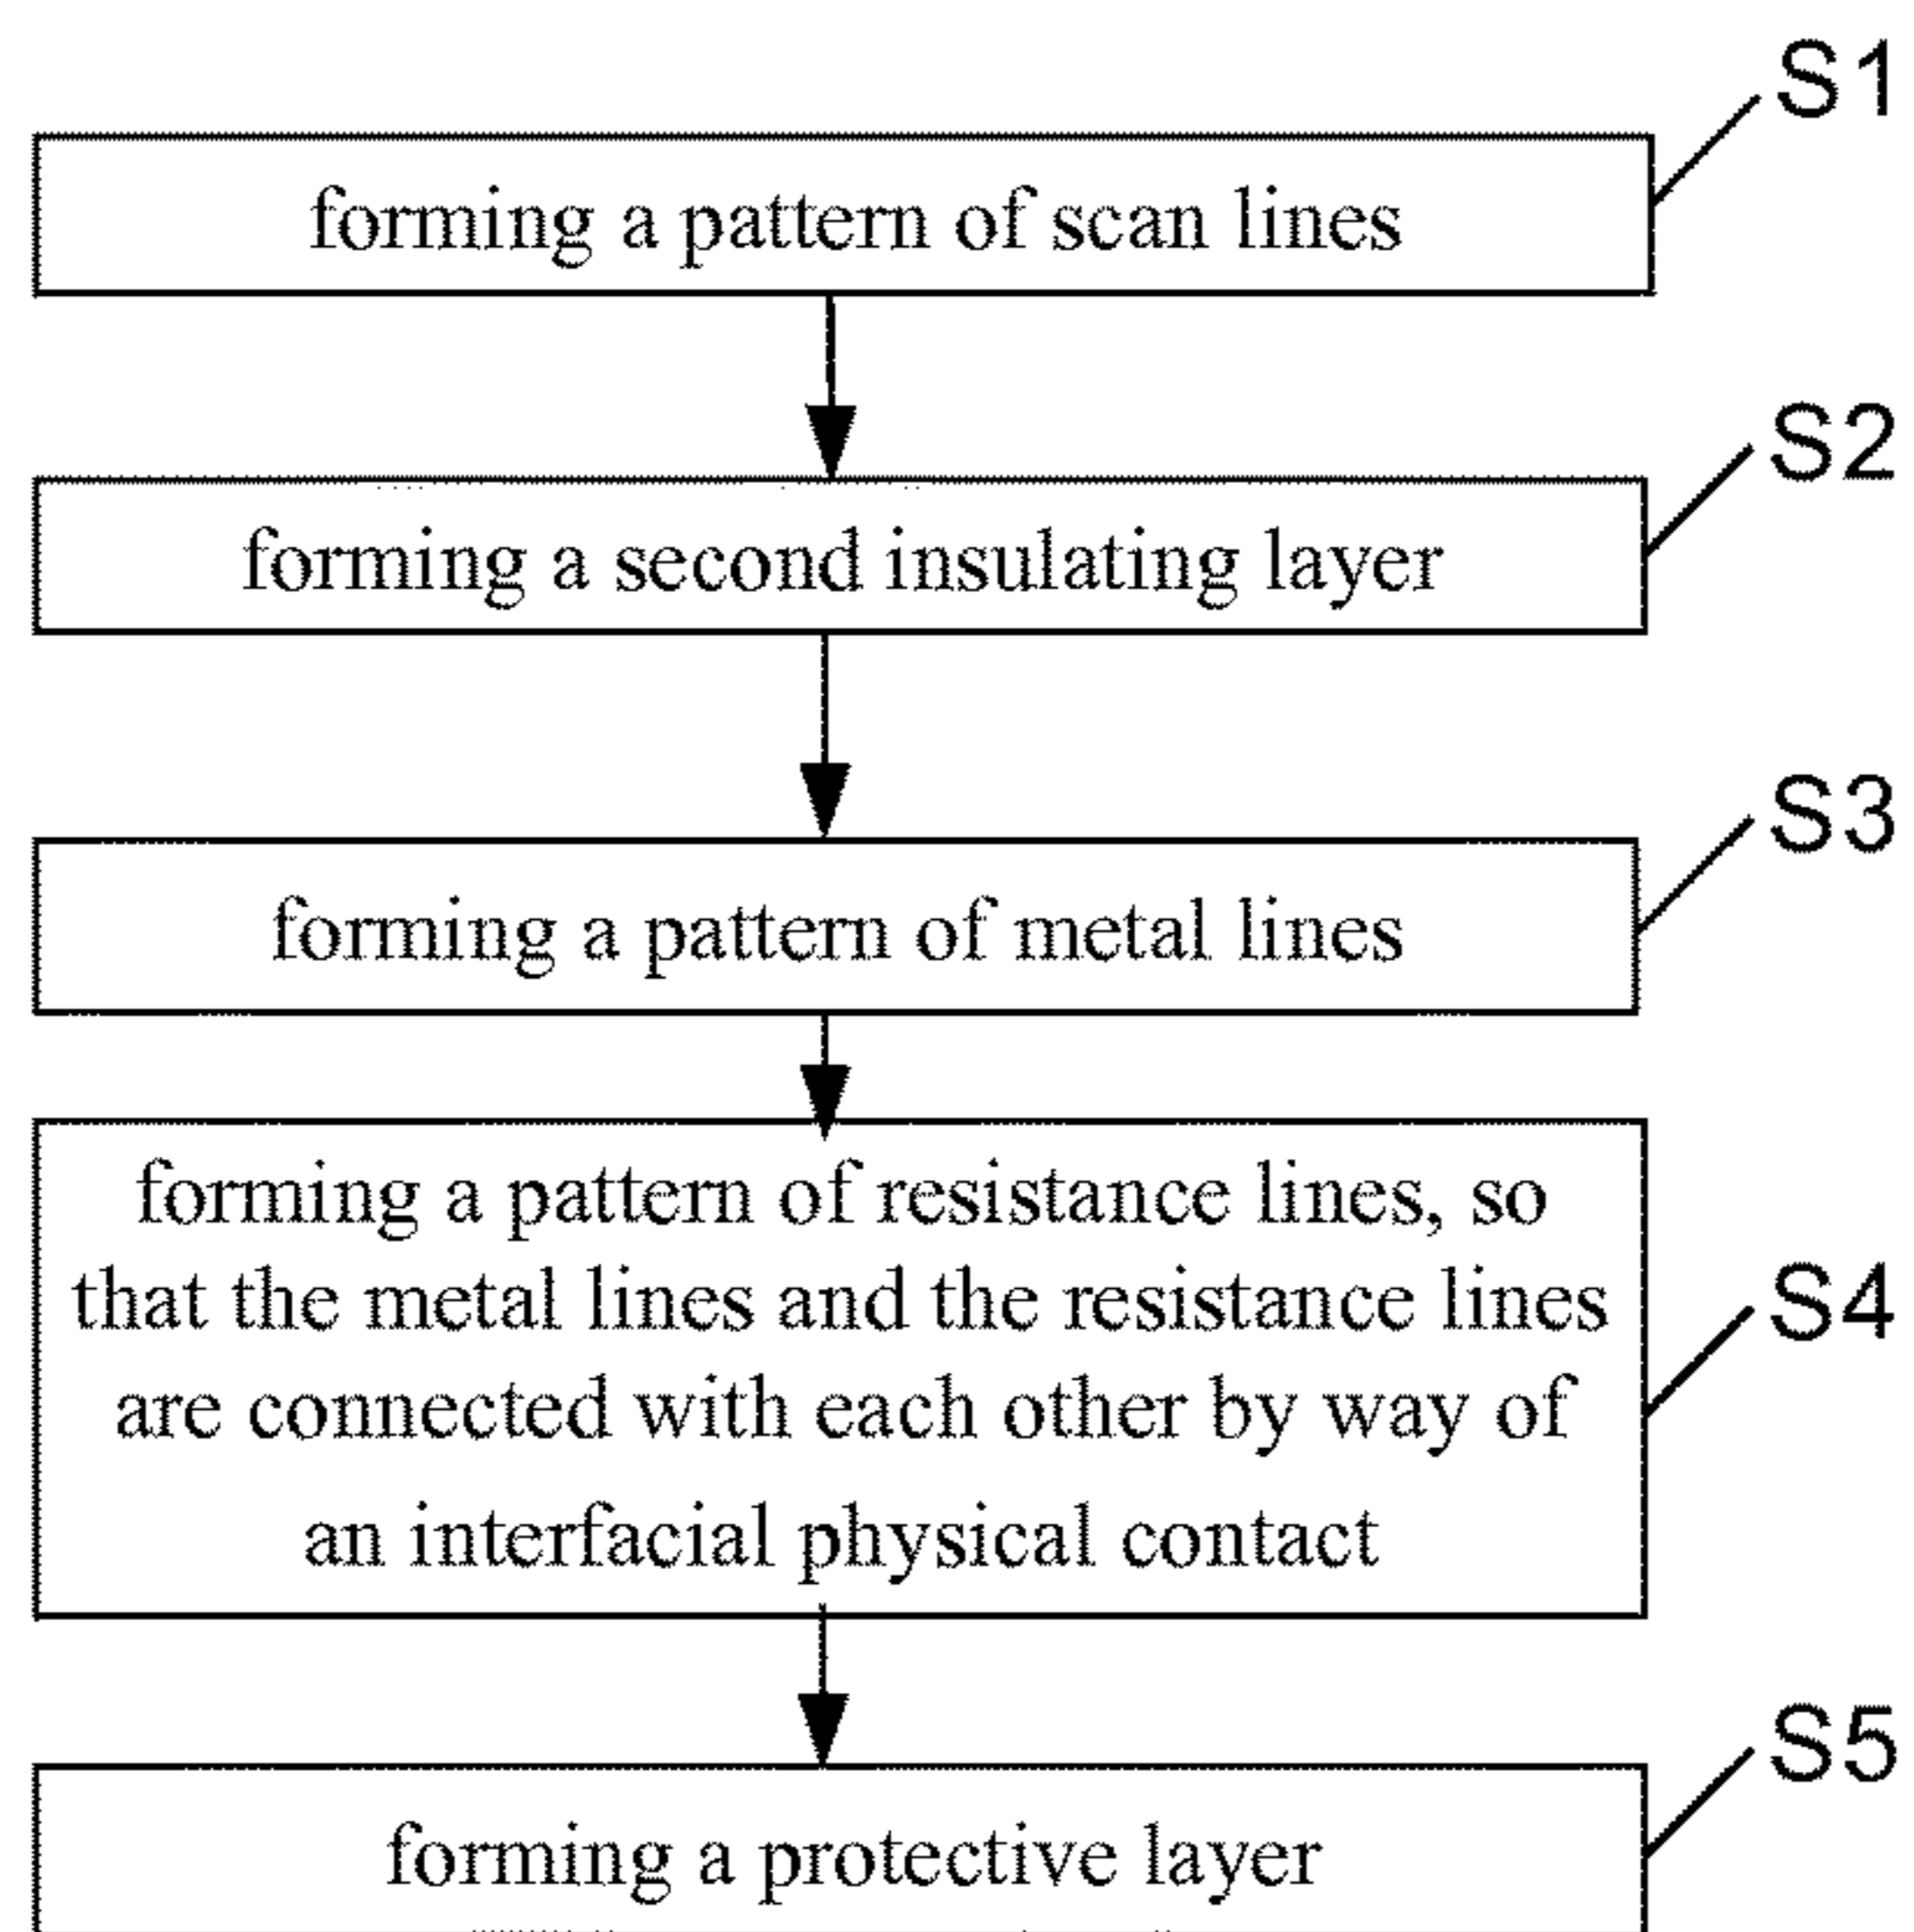 S1
forming a pattern of scan lines
S2
forming a second insulating layer
S3
forming a pattern of metal lines
forming a pattern of resistance lines, so
that the metal lines and the resistance lines
S4
are connected with each other by way of
an interfacial physical contact
S5
forming a protective layer